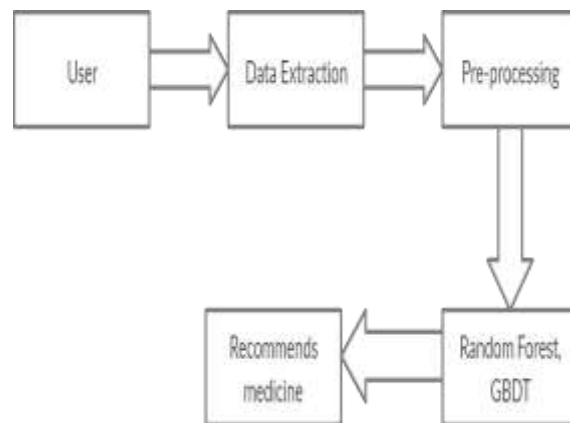 User
Data Extraction
Pre-processing
Random Forest,
GBDT
Recommends
medicine